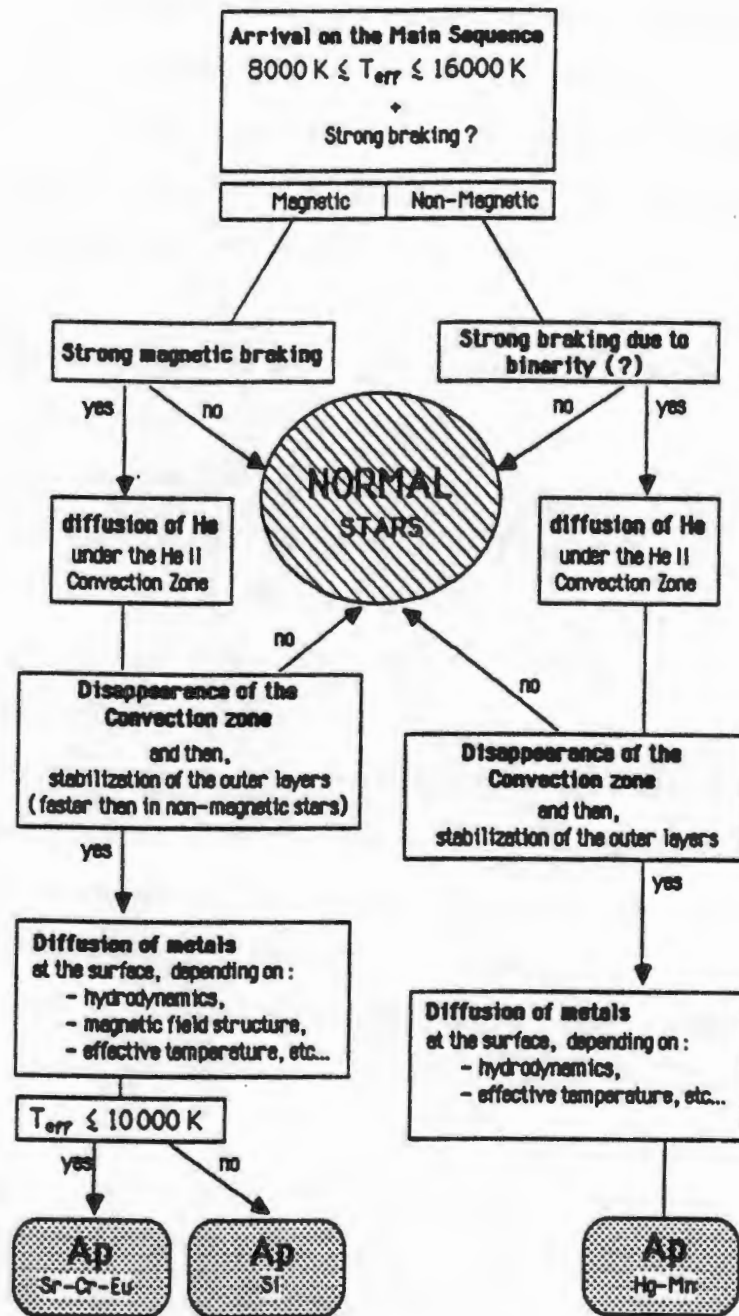 Arrival on the Main Sequence
8000 K ≤ Teff ≤ 16000 K
+
Strong braking ?
Magnetic
Non-Magnetic
Strong magnetic braking
Strong braking due to
binarity (?)
yes
no
no
yes
NORMAL
STARS
diffusion of He
under the He II
Convection Zone
diffusion of He
under the He II
Convection Zone
no
no
Disappearance of the
Convection zone
and then,
stabilization of the outer layers
(faster than in non-magnetic stars)
Disappearance of the
Convection zone
and then,
stabilization of the outer layers
yes
yes
Diffusion of metals
at the surface, depending on :
- hydrodynamics,
- magnetic field structure,
- effective temperature, etc...
Diffusion of metals
at the surface, depending on :
- hydrodynamics,
- effective temperature, etc...
Teff ≤ 10000 K
yes
no
Ap
Sr-Cr-Eu
Ap
Si
Ap
Hg-Mn